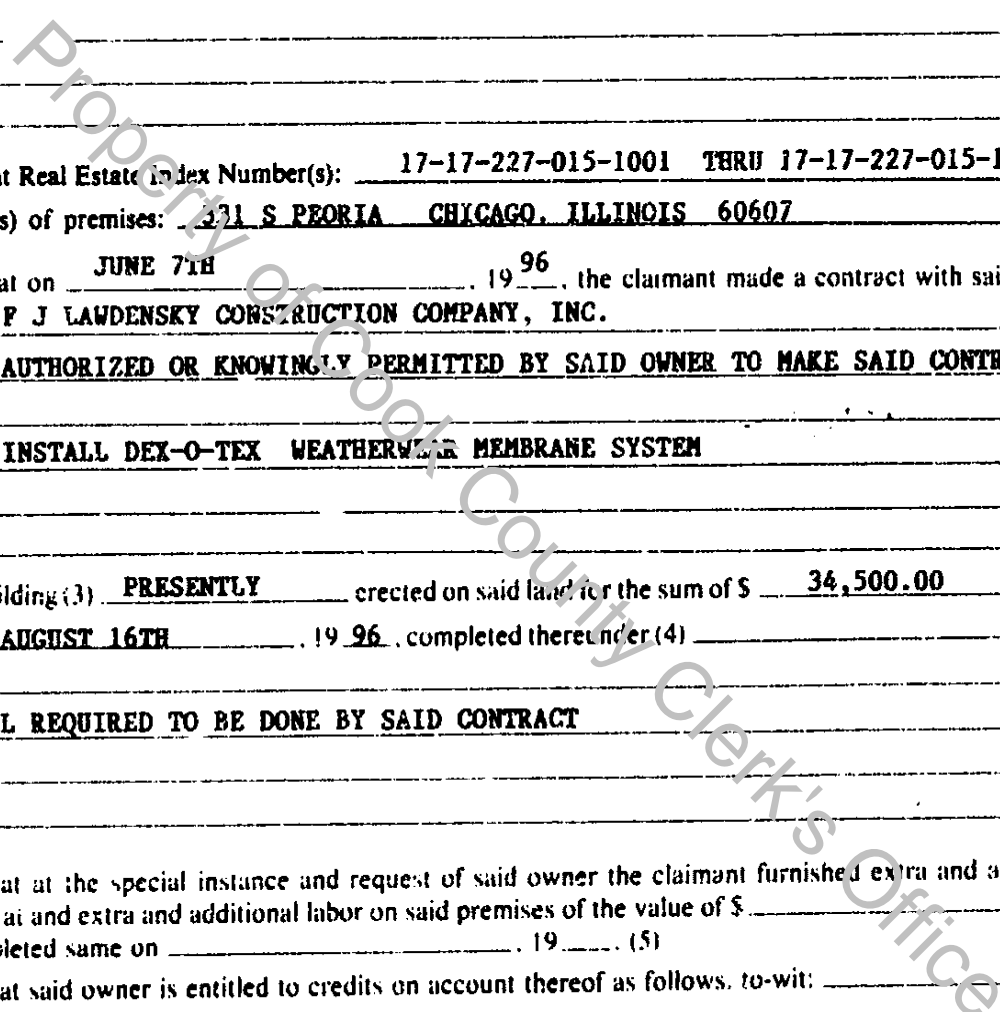 at Real Estate Index Number(s): 17-17-227-015-1001 THRU 17-17-227-015-1
s) of premises: 331 S PEORIA CHICAGO, ILLINOIS 60607
at on JUNE 7TH , 19 96 , the claimant made a contract with sai
F J LAWDENSKY CONSTRUCTION COMPANY, INC.
AUTHORIZED OR KNOWINGLY PERMITTED BY SAID OWNER TO MAKE SAID CONTR
INSTALL DEX-O-TEX WEATHERWEAR MEMBRANE SYSTEM
ilding (3) PRESENTLY erected on said land for the sum of $ 34,500.00
AUGUST 16TH , 19 96 , completed thereunder (4)
L REQUIRED TO BE DONE BY SAID CONTRACT
at at the special instance and request of said owner the claimant furnished extra and a
ai and extra and additional labor on said premises of the value of $
pleted same on , 19 . (5)
at said owner is entitled to credits on account thereof as follows, to-wit:
Property of Cook County Clerk's Office